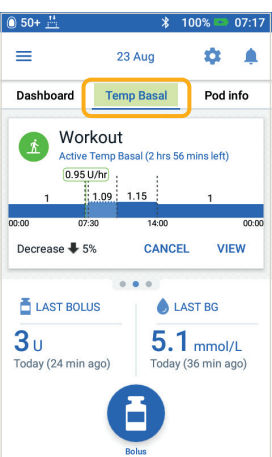 50+ 100% 07:17
23 Aug
Dashboard Temp Basal Pod info
Workout
Active Temp Basal (2 hrs 56 mins left)
0.95 U/hr
1 1.09 1.15 1
00:00 07:30 14:00 00:00
Decrease 5% CANCEL VIEW
LAST BOLUS LAST BG
3 U 5.1 mmol/L
Today (24 min ago) Today (36 min ago)
Bolus